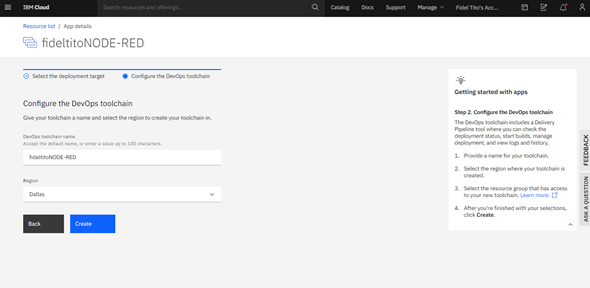 IBM Cloud
Search resources and offerings...
Catalog
Docs
Support
Manage
Fidel Tito's Acc...
Resource list / App details
fideltitoNODE-RED
Select the deployment target
Configure the DevOps toolchain
Configure the DevOps toolchain
Give your toolchain a name and select the region to create your toolchain in.
DevOps toolchain name
Accept the default name, or enter a value up to 100 characters.
fideltitoNODE-RED
Region
Dallas
Back
Create
Getting started with apps
Step 2. Configure the DevOps toolchain
The DevOps toolchain includes a Delivery
Pipeline tool where you can check the
deployment status, start builds, manage
deployment, and view logs and history.
1. Provide a name for your toolchain.
2. Select the region where your toolchain is
created.
3. Select the resource group that has access
to your new toolchain. Learn more.
4. After you're finished with your selections,
click Create.
FEEDBACK
ASK A QUESTION